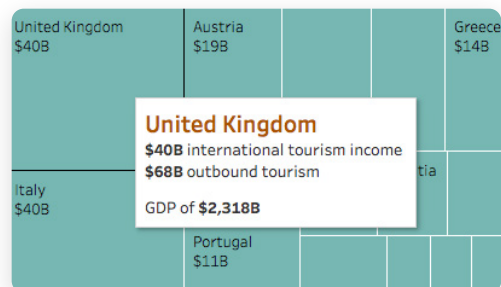 United Kingdom
$40B
Austria
$19B
Greece
$14B
United Kingdom
$40B international tourism income
$68B outbound tourism
GDP of $2,318B
tia
Italy
$40B
Portugal
$11B